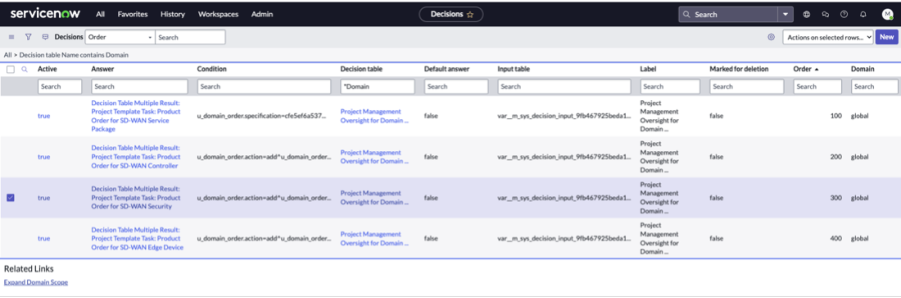 servicenow All Favorites History Workspaces Admin Decisions Search
Decisions Order Search Actions on selected rows... New
All > Decision table Name contains Domain
Active Answer Condition Decision table Default answer Input table Label Marked for deletion Order Domain
Search Search Search *Domain Search Search Search Search Search Search
true Decision Table Multiple Result: Project Template Task: Product Order for SD-WAN Service Package u_domain_order.specification=cfe5ef6a537... Project Management Oversight for Domain ... false var__m_sys_decision_input_9fb467925beda1... Project Management Oversight for Domain ... false 100 global
true Decision Table Multiple Result: Project Template Task: Product Order for SD-WAN Controller u_domain_order.action=add^u_domain_order... Project Management Oversight for Domain ... false var__m_sys_decision_input_9fb467925beda1... Project Management Oversight for Domain ... false 200 global
true Decision Table Multiple Result: Project Template Task: Product Order for SD-WAN Security u_domain_order.action=add^u_domain_order... Project Management Oversight for Domain ... false var__m_sys_decision_input_9fb467925beda1... Project Management Oversight for Domain ... false 300 global
true Decision Table Multiple Result: Project Template Task: Product Order for SD-WAN Edge Device u_domain_order.action=add^u_domain_order... Project Management Oversight for Domain ... false var__m_sys_decision_input_9fb467925beda1... Project Management Oversight for Domain ... false 400 global
Related Links
Expand Domain Scope